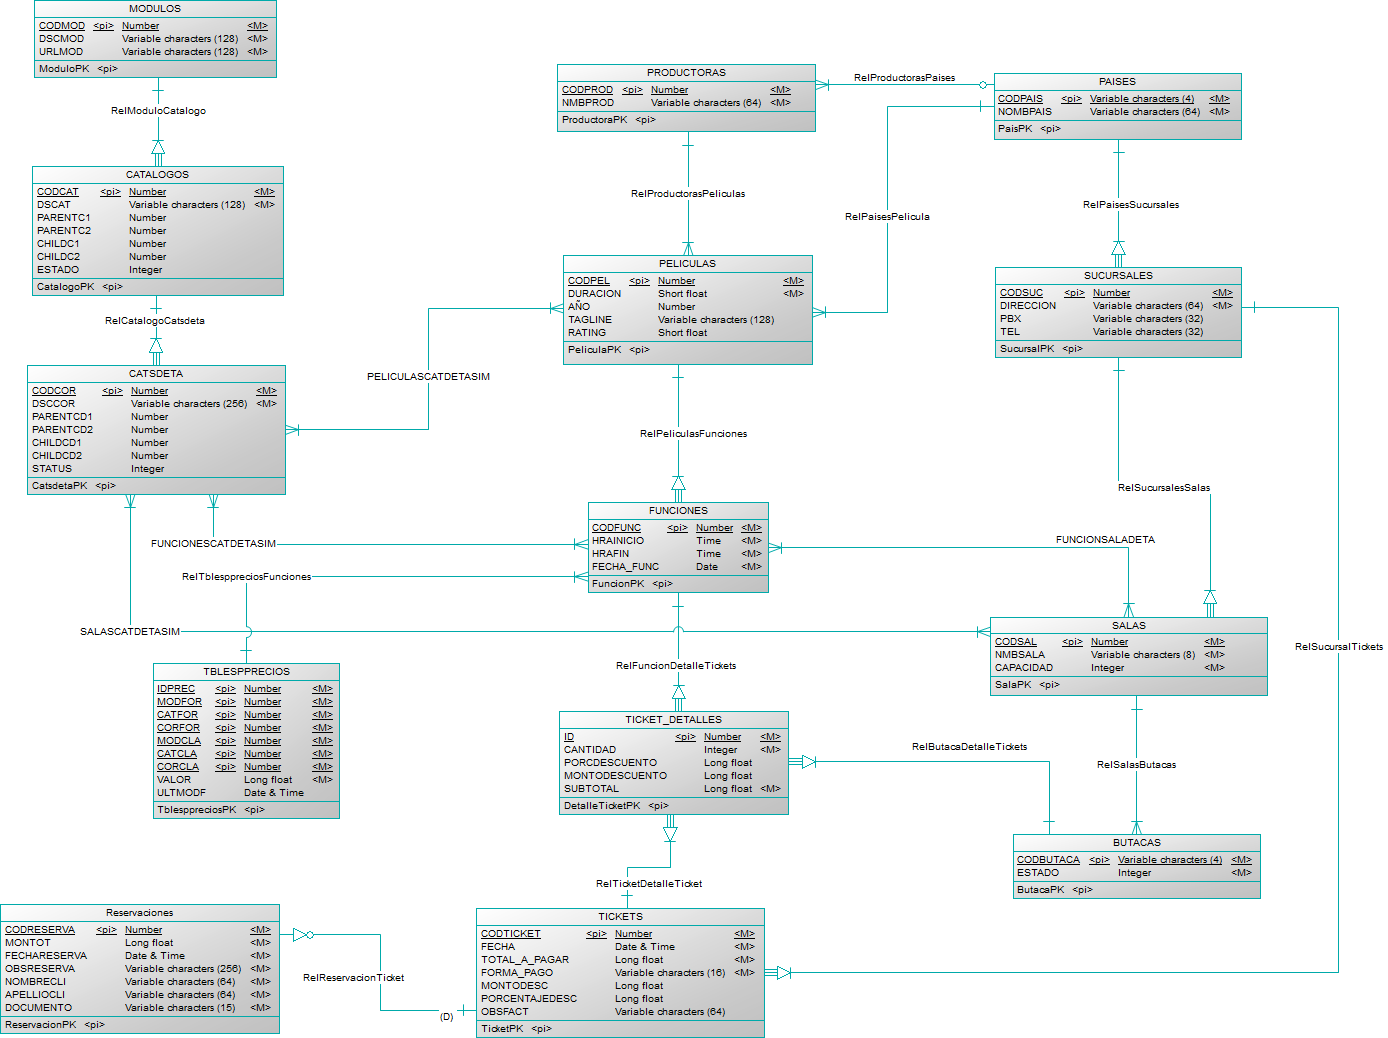 MODULOS
CODMOD <pi> Number <M>
DSCMOD Variable characters (128) <M>
URLMOD Variable characters (128) <M>
ModuloPK <pi>
RelModuloCatalogo
CATALOGOS
CODCAT <pi> Number <M>
DSCAT Variable characters (128) <M>
PARENTC1 Number
PARENTC2 Number
CHILDC1 Number
CHILDC2 Number
ESTADO Integer
CatalogoPK <pi>
RelCatalogoCatsdeta
CATSDETA
CODCOR <pi> Number <M>
DSCCOR Variable characters (256) <M>
PARENTCD1 Number
PARENTCD2 Number
CHILDCD1 Number
CHILDCD2 Number
STATUS Integer
CatsdetaPK <pi>
PRODUCTORAS
CODPROD <pi> Number <M>
NMBPROD Variable characters (64) <M>
ProductoraPK <pi>
RelProductorasPaises
PAISES
CODPAIS <pi> Variable characters (4) <M>
NOMBPAIS Variable characters (64) <M>
PaisPK <pi>
RelProductorasPeliculas
RelPaisesPelicula
RelPaisesSucursales
PELICULAS
CODPEL <pi> Number <M>
DURACION Short float <M>
AÑO Number
TAGLINE Variable characters (128)
RATING Short float
PeliculaPK <pi>
SUCURSALES
CODSUC <pi> Number <M>
DIRECCION Variable characters (64) <M>
PBX Variable characters (32)
TEL Variable characters (32)
SucursalPK <pi>
PELICULASCATDETASIM
RelPeliculasFunciones
RelSucursalesSalas
FUNCIONES
CODFUNC <pi> Number <M>
HRAINICIO Time <M>
HRAFIN Time <M>
FECHA_FUNC Date <M>
FuncionPK <pi>
FUNCIONESCATDETASIM
FUNCIONSALADETA
RelTblesppreciosFunciones
SALASCATDETASIM
SALAS
CODSAL <pi> Number <M>
NMBSALA Variable characters (8) <M>
CAPACIDAD Integer <M>
SalaPK <pi>
RelSucursalTickets
TBLESPPRECIOS
IDPREC <pi> Number <M>
MODFOR <pi> Number <M>
CATFOR <pi> Number <M>
CORFOR <pi> Number <M>
MODCLA <pi> Number <M>
CATCLA <pi> Number <M>
CORCLA <pi> Number <M>
VALOR Long float <M>
ULTMODF Date & Time
TblesppreciosPK <pi>
RelFuncionDetalleTickets
TICKET_DETALLES
ID <pi> Number <M>
CANTIDAD Integer <M>
PORCDESCUENTO Long float
MONTODESCUENTO Long float
SUBTOTAL Long float <M>
DetalleTicketPK <pi>
RelButacaDetalleTickets
RelSalasButacas
BUTACAS
CODBUTACA <pi> Variable characters (4) <M>
ESTADO Integer <M>
ButacaPK <pi>
RelTicketDetalleTicket
Reservaciones
CODRESERVA <pi> Number <M>
MONTOT Long float <M>
FECHARESERVA Date & Time <M>
OBSRESERVA Variable characters (256) <M>
NOMBRECLI Variable characters (64) <M>
APELLIOCLI Variable characters (64) <M>
DOCUMENTO Variable characters (15) <M>
ReservacionPK <pi>
RelReservacionTicket
(D)
TICKETS
CODTICKET <pi> Number <M>
FECHA Date & Time <M>
TOTAL_A_PAGAR Long float <M>
FORMA_PAGO Variable characters (16) <M>
MONTODESC Long float
PORCENTAJEDESC Long float
OBSFACT Variable characters (64)
TicketPK <pi>